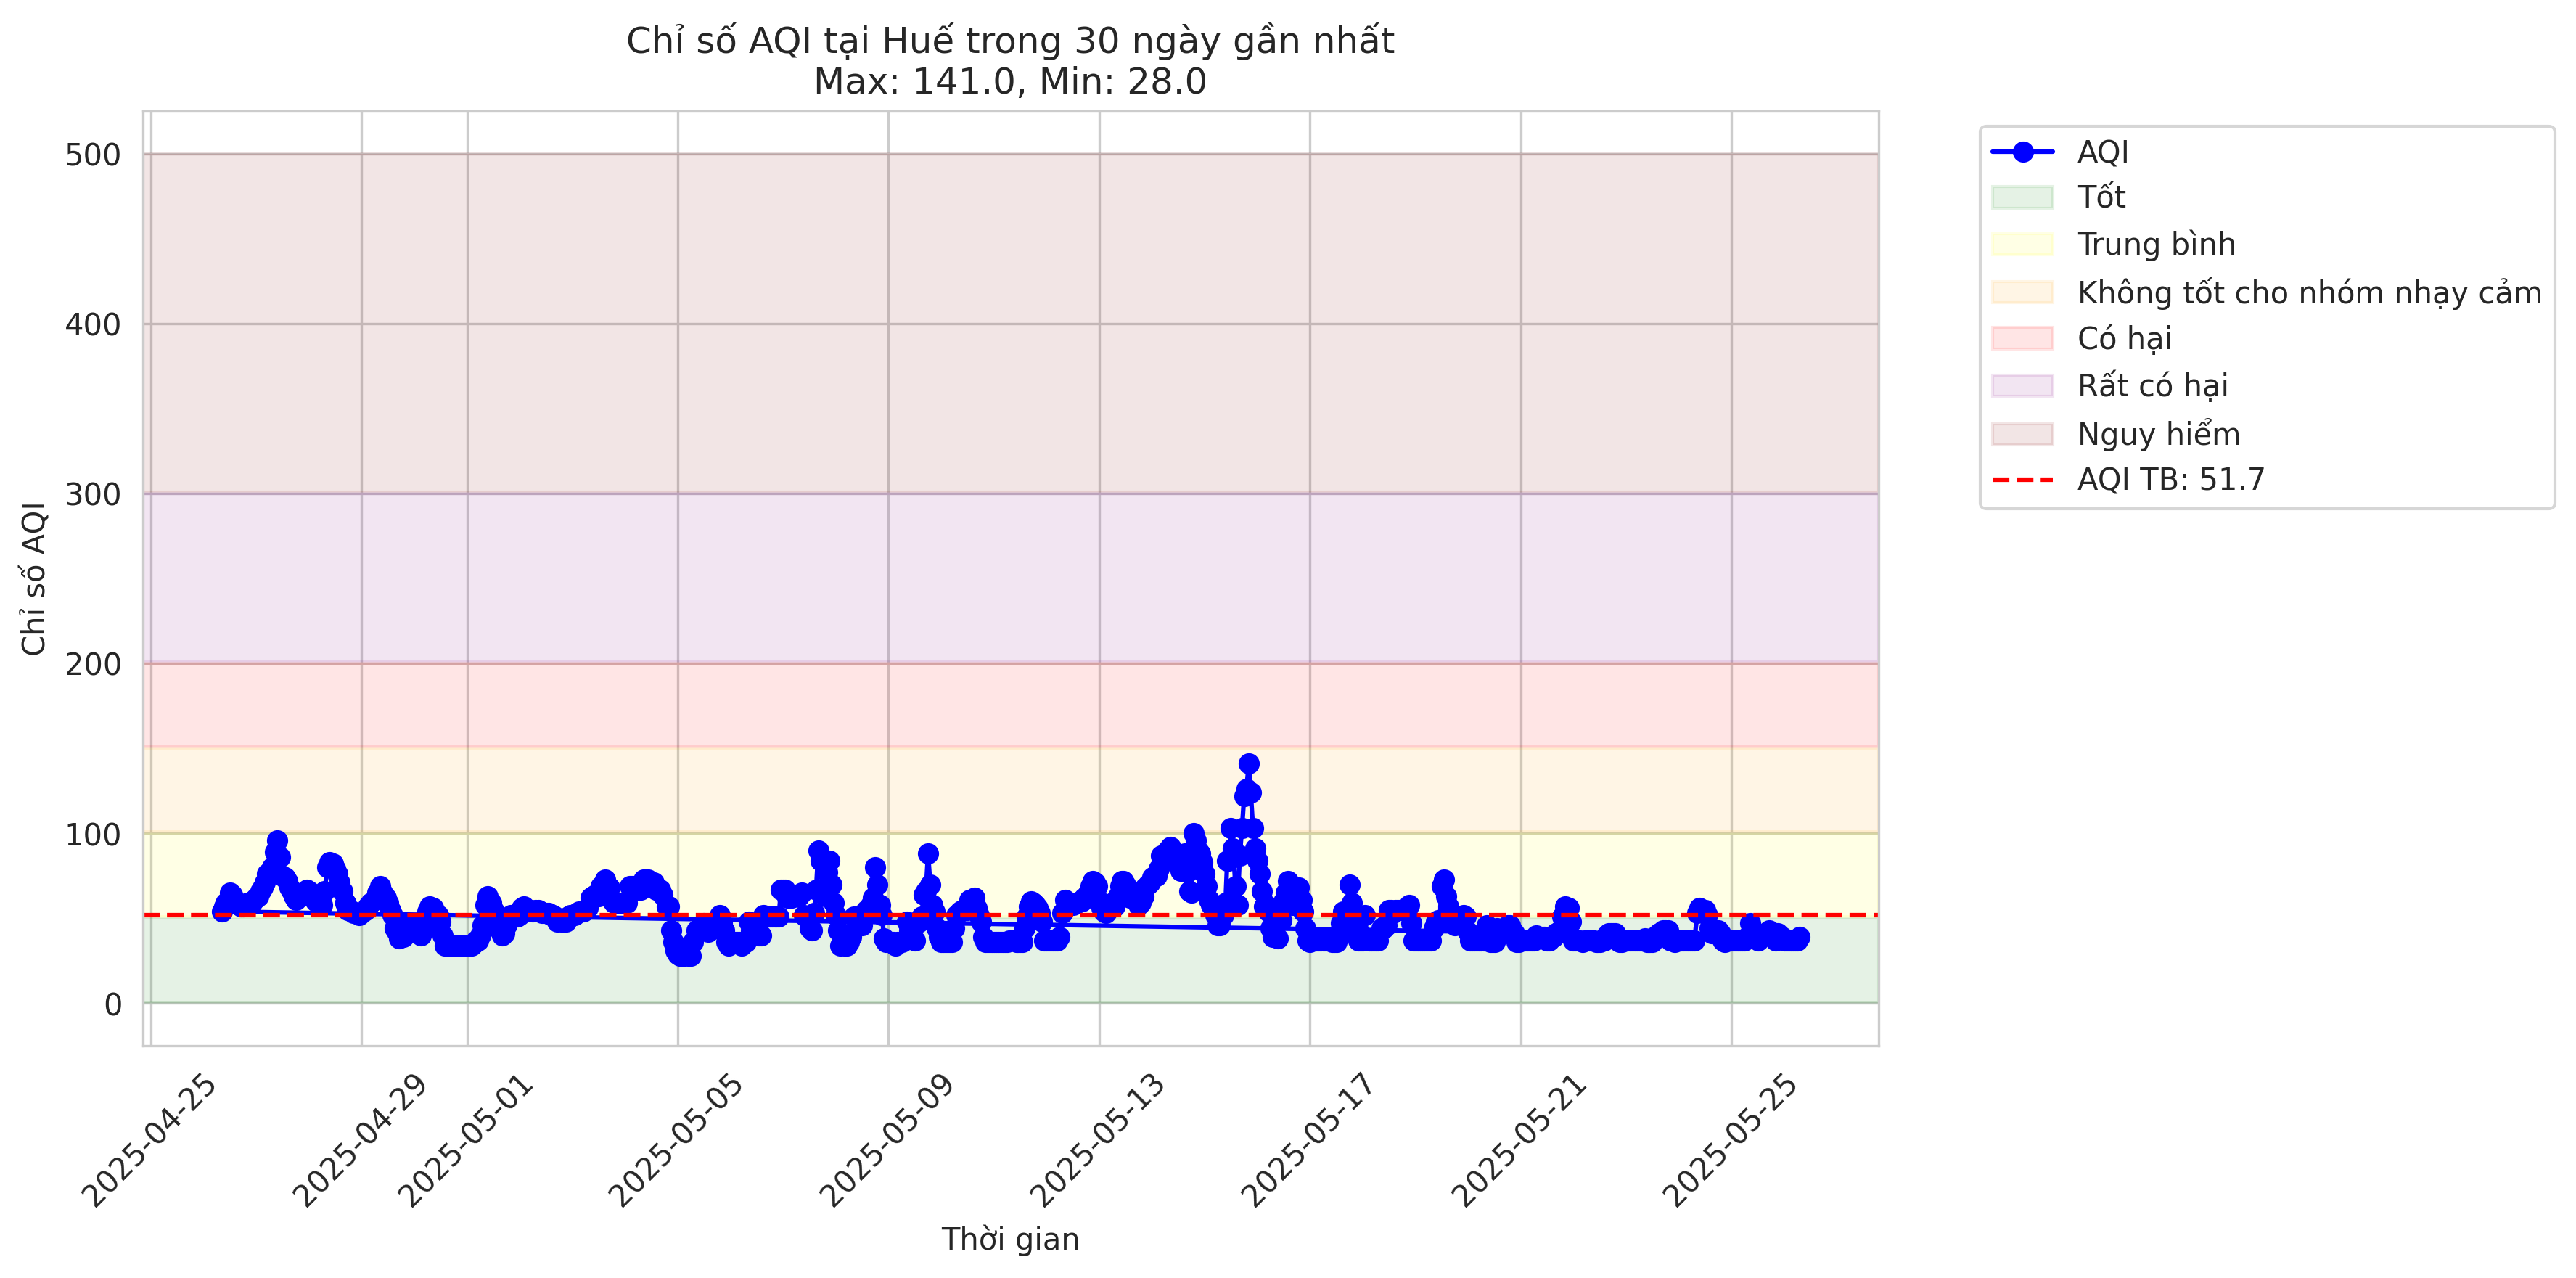 Chỉ số AQI tại Huế trong 30 ngày gần nhất
Max: 141.0, Min: 28.0
Chỉ số AQI
500
400
300
200
100
0
2025-04-25
2025-04-29
2025-05-01
2025-05-05
2025-05-09
2025-05-13
2025-05-17
2025-05-21
2025-05-25
Thời gian
AQI
Tốt
Trung bình
Không tốt cho nhóm nhạy cảm
Có hại
Rất có hại
Nguy hiểm
AQI TB: 51.7